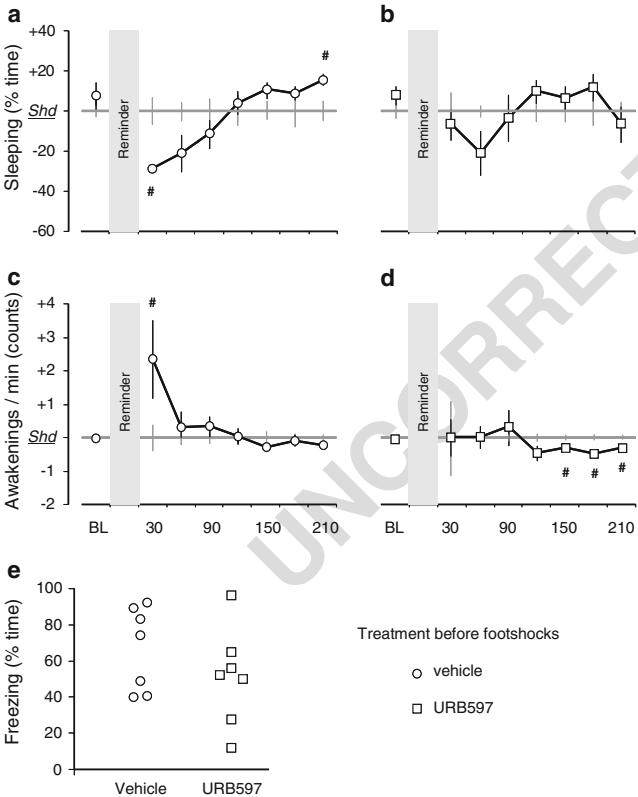 a
b
+40
+20
Shd
-20
-40
-60
Sleeping (% time)
Reminder
#
#
Reminder
c
d
+4
+3
+2
+1
Shd
-1
-2
Awakenings / min (counts)
Reminder
#
Reminder
# # #
BL 30 90 150 210
BL 30 90 150 210
UNCORRECT
e
100
80
60
40
20
0
Freezing (% time)
Vehicle URB597
Treatment before footshocks
vehicle
URB597